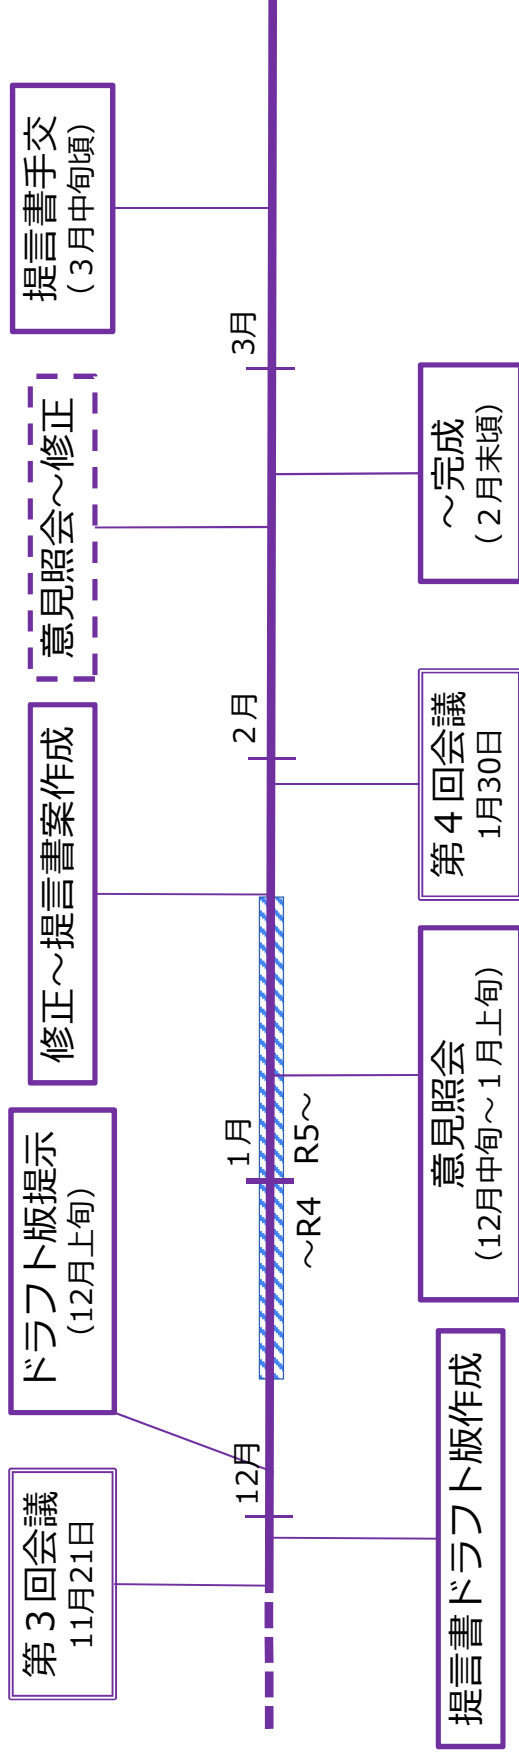 第３回会議
11月21日
ドラフト版提示
（12月上旬）
修正～提言書案作成
意見照会～修正
提言書手交
（３月中旬頃）
12月
１月
２月
3月
～R4
R5～
提言書ドラフト版作成
意見照会
（12月中旬～１月上旬）
第４回会議
1月30日
～完成
（２月末頃）